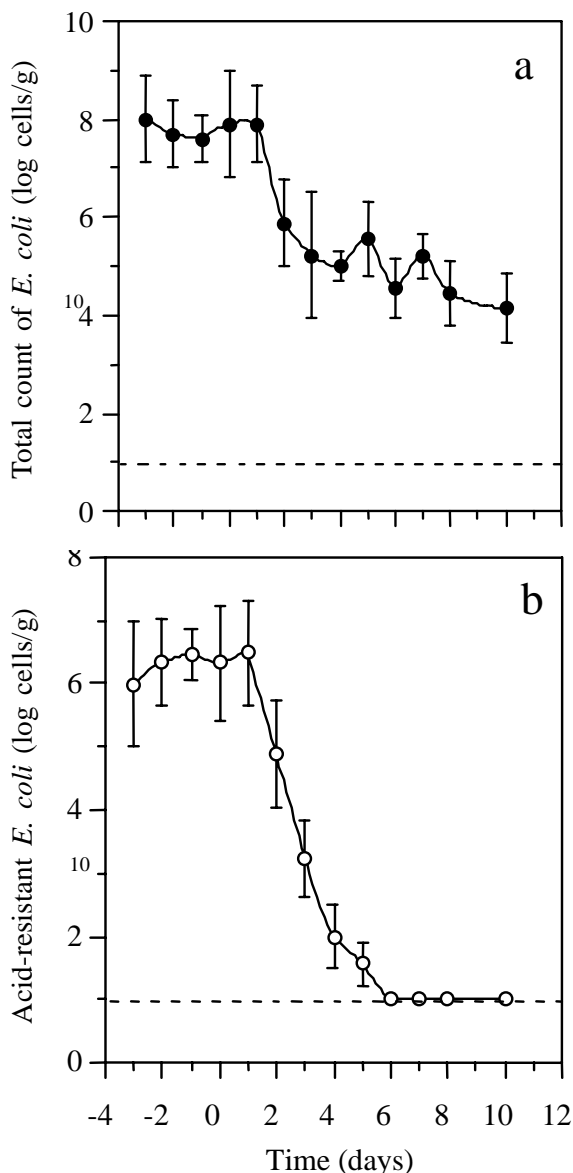 10
a
8
6
4
2
0
Total count of E. coli (log 10 cells/g)
8
b
6
4
2
0
Acid-resistant E. coli (log 10 cells/g)
-4 -2 0 2 4 6 8 10 12
Time (days)